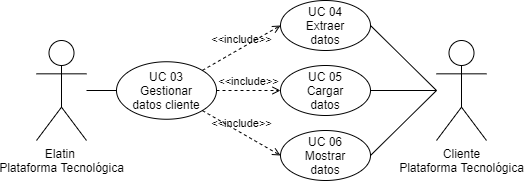 UC 04
Extraer
datos
<<include>>
UC 03
Gestionar
datos cliente
<<include>>
UC 05
Cargar
datos
<<include>>
UC 06
Mostrar
datos
Elatin
Plataforma Tecnológica
Cliente
Plataforma Tecnológica